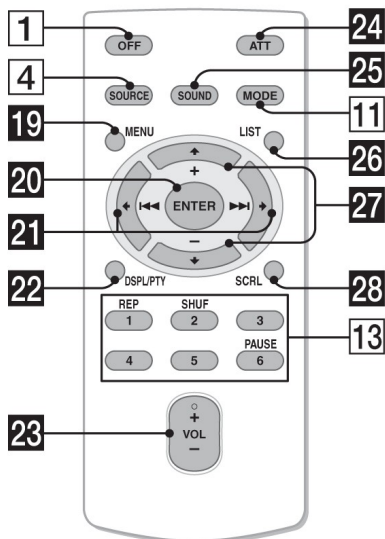 1 OFF ATT 24
4 SOURCE SOUND MODE 25
11
19 MENU LIST 26
+
20 ENTER 27
21
−
22 DSPL/PTY SCRL 28
REP SHUF
1 2 3
PAUSE 13
4 5 6
+
23 VOL
−